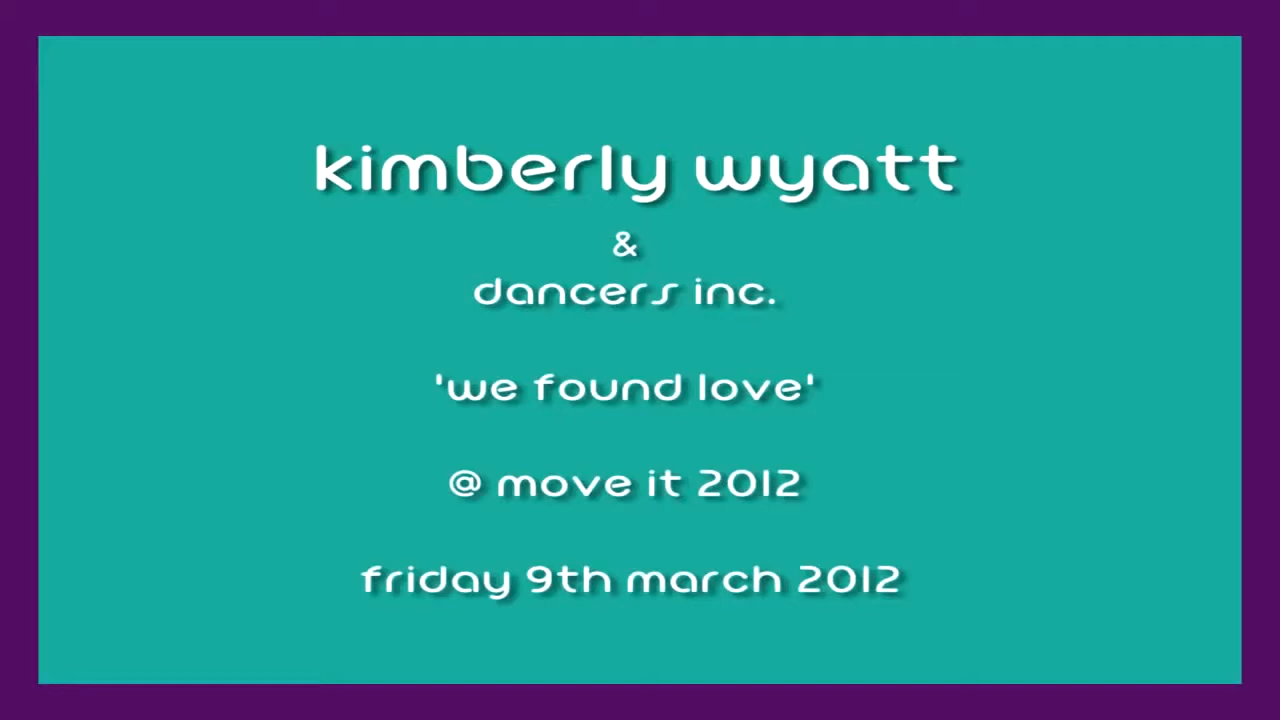 kimberly wyatt
&
dancers inc.
'we found love'
@ move it 2012
friday 9th march 2012